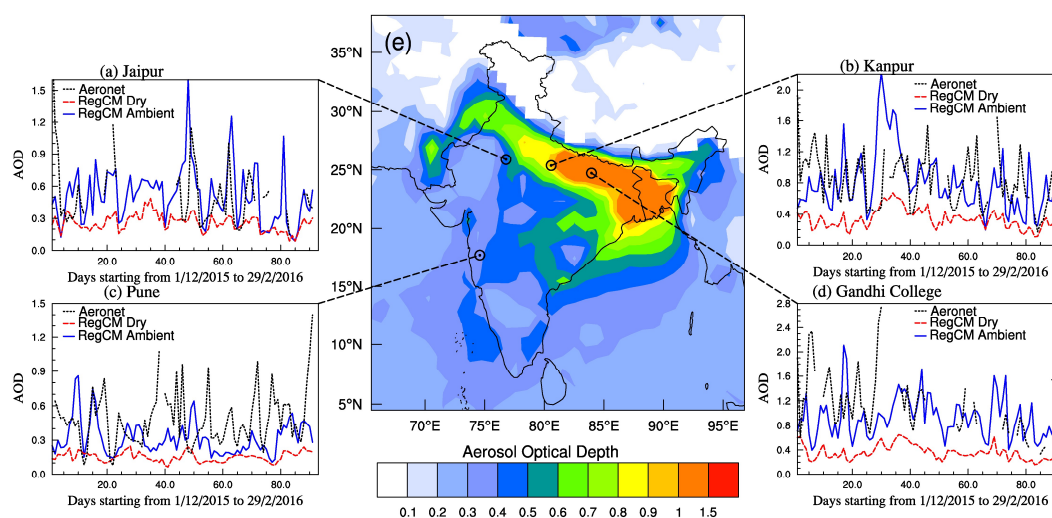 (a) Jaipur
1.5
1.2
0.9
0.6
0.3
0.0
AOD
Aeronet
RegCM Dry
RegCM Ambient
20.0
40.0
60.0
80.0
Days starting from 1/12/2015 to 29/2/2016
(e)
35°N
30°N
25°N
20°N
15°N
10°N
5°N
70°E
75°E
80°E
85°E
90°E
95°E
(b) Kanpur
2.0
1.6
1.2
0.8
0.4
0.0
AOD
Aeronet
RegCM Dry
RegCM Ambient
20.0
40.0
60.0
80.0
Days starting from 1/12/2015 to 29/2/2016
(c) Pune
1.5
1.2
0.9
0.6
0.3
0.0
AOD
Aeronet
RegCM Dry
RegCM Ambient
20
40
60
80
Days starting from 1/12/2015 to 29/2/2016
(d) Gandhi College
2.8
2.4
2.0
1.6
1.2
0.8
0.4
0.0
AOD
Aeronet
RegCM Dry
RegCM Ambient
20.0
40.0
60.0
80.0
Days starting from 1/12/2015 to 29/2/2016
Aerosol Optical Depth
0.1 0.2 0.3 0.4 0.5 0.6 0.7 0.8 0.9 1 1.5